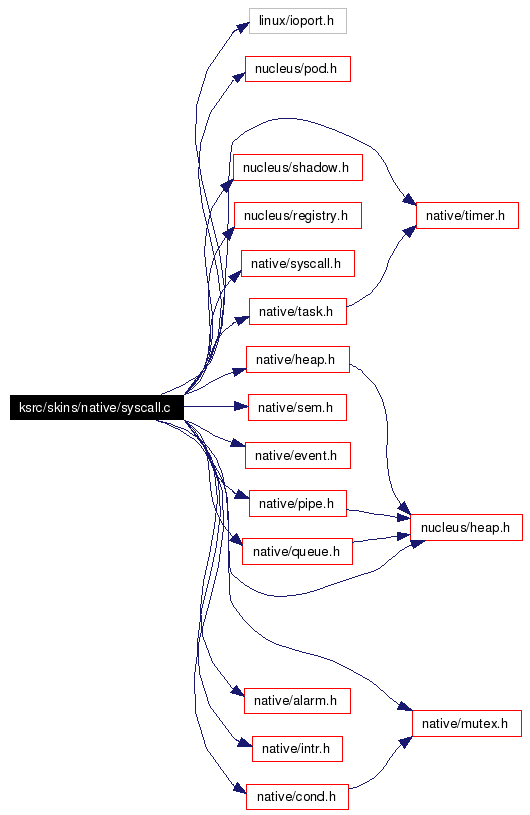 linux/ioport.h
nucleus/pod.h
nucleus/shadow.h
nucleus/registry.h
native/timer.h
native/syscall.h
native/task.h
native/heap.h
ksrc/skins/native/syscall.c
native/sem.h
native/event.h
native/pipe.h
nucleus/heap.h
native/queue.h
native/alarm.h
native/mutex.h
native/intr.h
native/cond.h